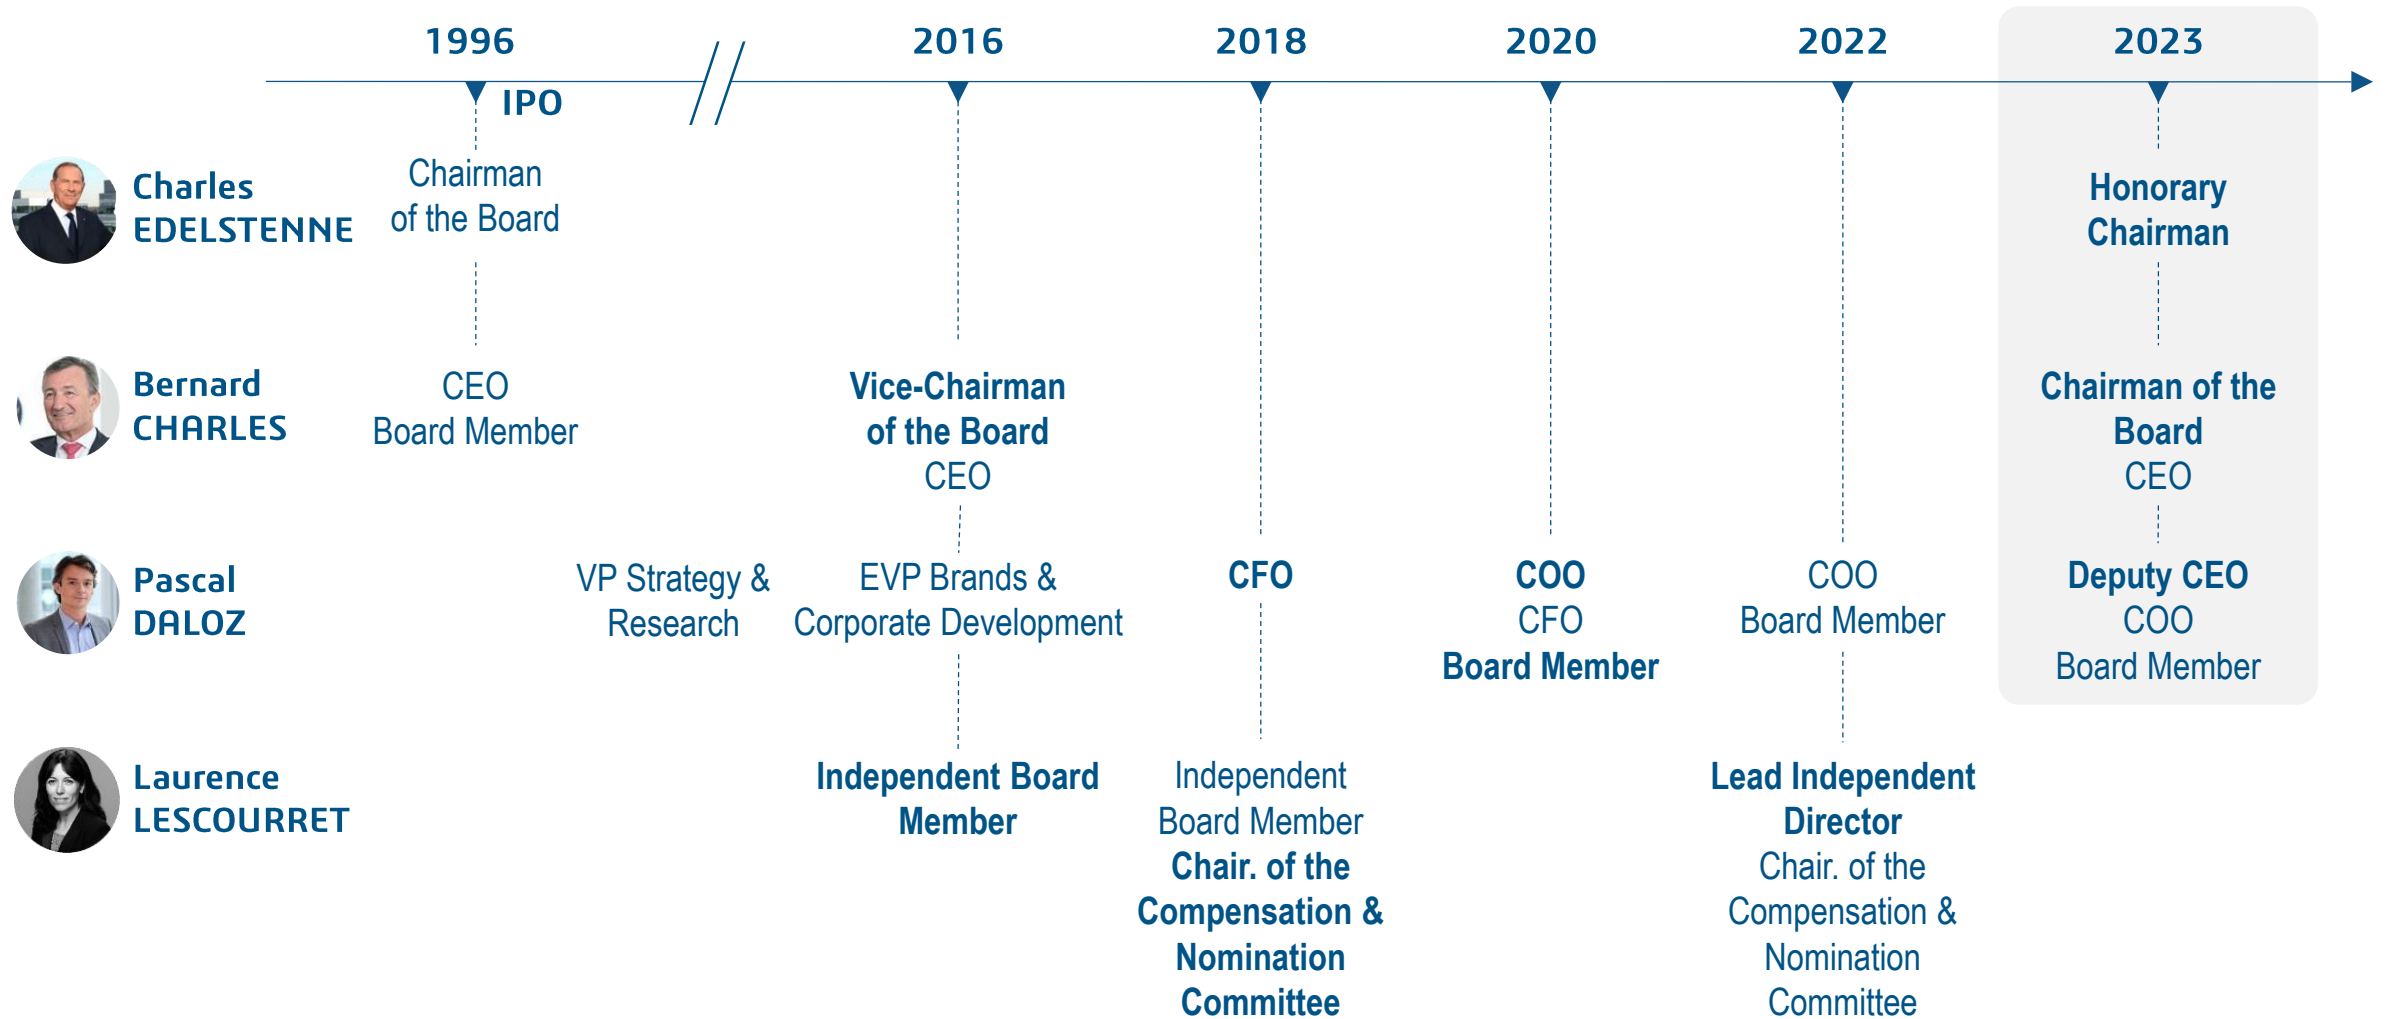 1996
2016
2018
2020
2022
2023
IPO
Charles
EDELSTENNE
Chairman
of the Board
Honorary
Chairman
Bernard
CHARLES
CEO
Board Member
Vice-Chairman
of the Board
CEO
Chairman of the
Board
CEO
Pascal
DALOZ
VP Strategy &
Research
EVP Brands &
Corporate Development
CFO
COO
CFO
Board Member
COO
Board Member
Deputy CEO
COO
Board Member
Laurence
LESCOURRET
Independent Board
Member
Independent
Board Member
Chair. of the
Compensation &
Nomination
Committee
Lead Independent
Director
Chair. of the
Compensation &
Nomination
Committee